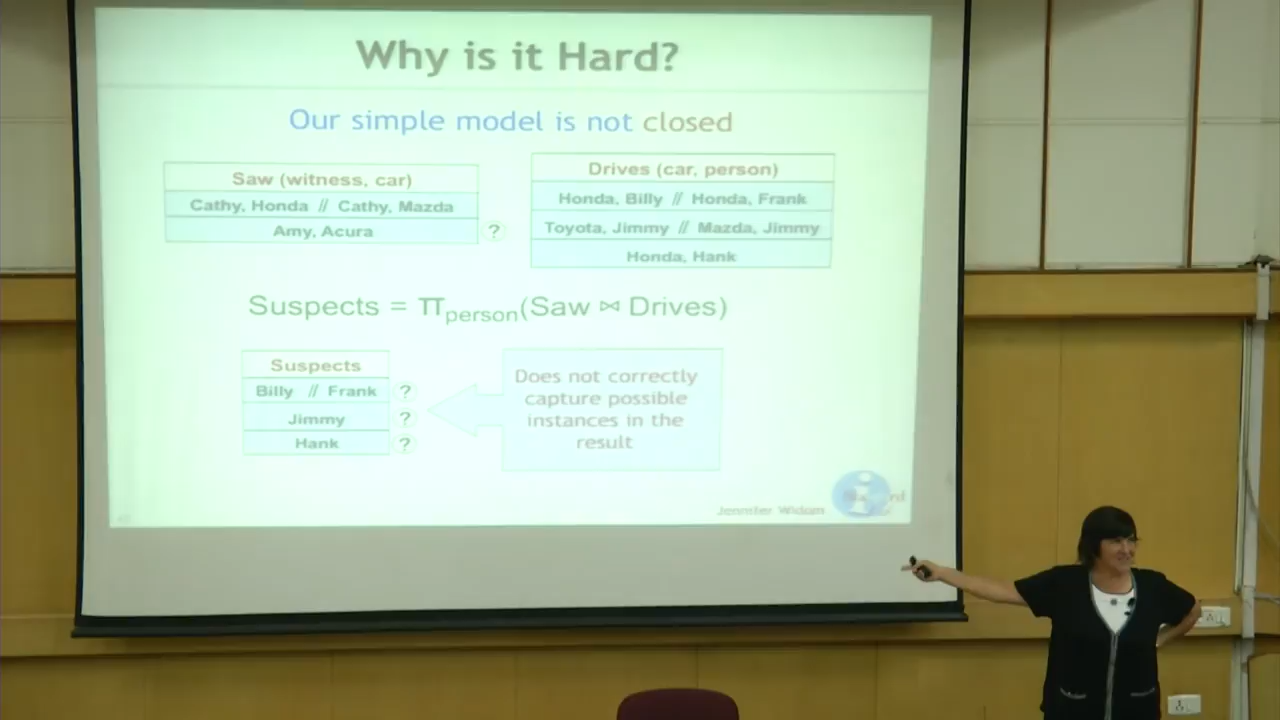 Why is it Hard?
Our simple model is not closed
Saw (witness, car)
Cathy, Honda // Cathy, Mazda
Amy, Acura
?
Drives (car, person)
Honda, Billy // Honda, Frank
Toyota, Jimmy // Mazda, Jimmy
Honda, Hank
Suspects = π person (Saw ⋈ Drives)
Suspects
Billy // Frank ?
Jimmy ?
Hank ?
Does not correctly
capture possible
instances in the
result
Jennifer Widom